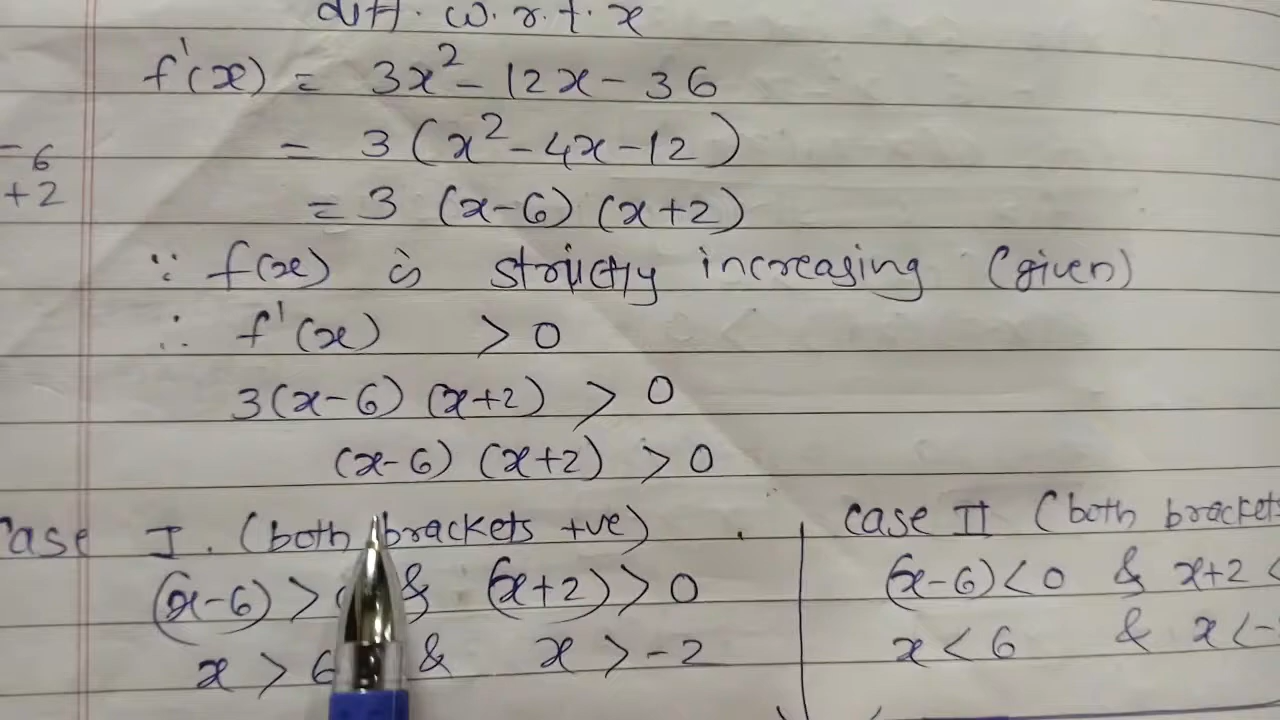 diff. w.r.t. x
f'(x) = 3x² - 12x - 36
= 3 (x² - 4x - 12)
- 6
+ 2
= 3 (x-6) (x+2)
∵ f(x) is strictly increasing (given)
∴ f'(x) > 0
3(x-6) (x+2) > 0
(x-6) (x+2) > 0
Case I. (both brackets +ve)
(x-6) > & (x+2) > 0
x > 6 & x > -2
Case II (both brackets
(x-6) < 0 & x+2 <
x < 6 & x < -